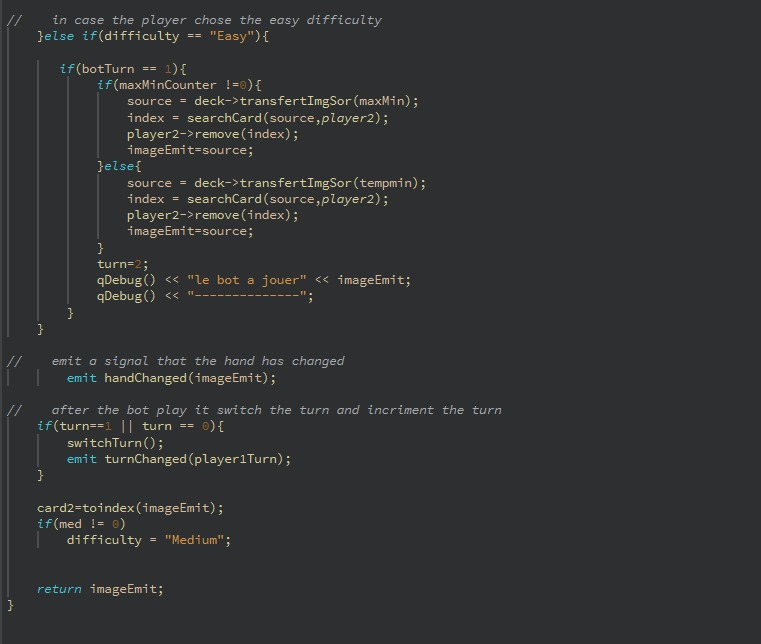 //    in case the player chose the easy difficulty
    }else if(difficulty == "Easy"){
       if(botTurn == 1){
            if(maxMinCounter !=0){
                source = deck->transfertImgSor(maxMin);
                index = searchCard(source,player2);
                player2->remove(index);
                imageEmit=source;
            }else{
                source = deck->transfertImgSor(tempmin);
                index = searchCard(source,player2);
                player2->remove(index);
                imageEmit=source;
            }
            turn=2;
            qDebug() << "le bot a jouer" << imageEmit;
            qDebug() << "--------------";
        }
    }
//    emit a signal that the hand has changed
        emit handChanged(imageEmit);
//    after the bot play it switch the turn and incriment the turn
    if(turn==1 || turn == 0){
        switchTurn();
        emit turnChanged(player1Turn);
    }
    card2=toindex(imageEmit);
    if(med != 0)
        difficulty = "Medium";
    return imageEmit;
}